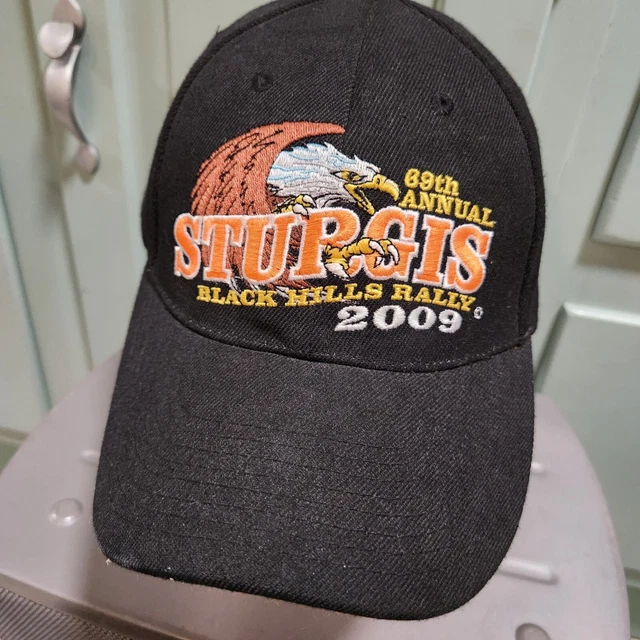 69th
ANNUAL
STURGIS
BLACK HILLS RALLY
2009 ©